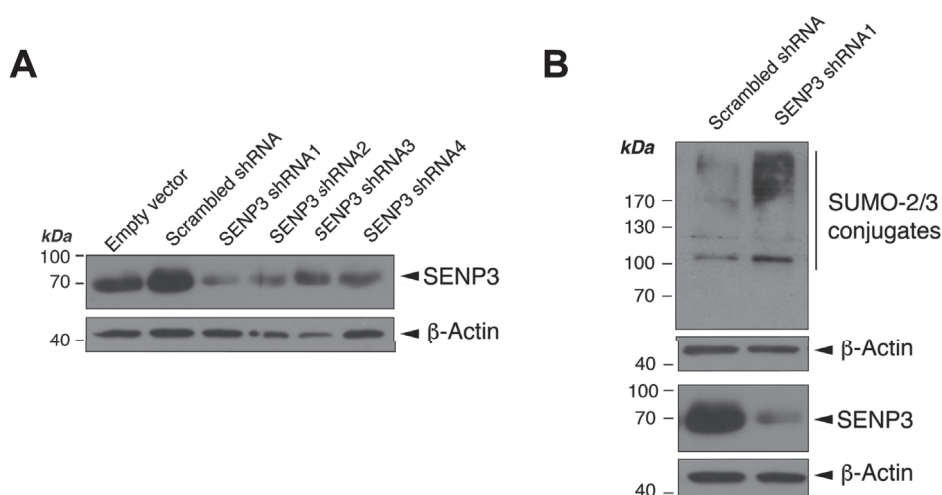 A
Empty vector
Scrambled shRNA
SENP3 shRNA1
SENP3 shRNA2
SENP3 shRNA3
SENP3 shRNA4
kDa
100
70
SENP3
40
β-Actin
B
Scrambled shRNA
SENP3 shRNA1
kDa
170
130
100
70
SUMO-2/3
conjugates
40
β-Actin
100
70
SENP3
40
β-Actin